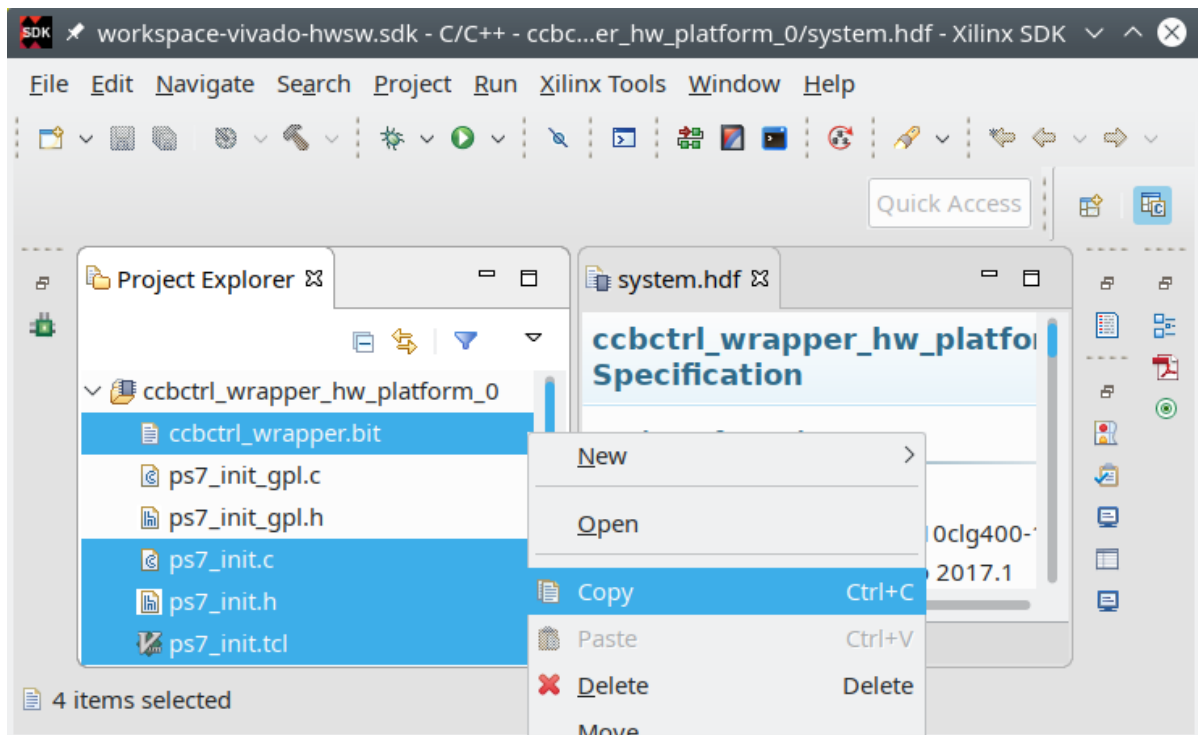 SDK workspace-vivado-hwsw.sdk - C/C++ - ccbc...er_hw_platform_0/system.hdf - Xilinx SDK
File Edit Navigate Search Project Run Xilinx Tools Window Help
Quick Access
Project Explorer
system.hdf
ccbctrl_wrapper_hw_platfo
Specification
ccbctrl_wrapper_hw_platform_0
ccbctrl_wrapper.bit
ps7_init_gpl.c
ps7_init_gpl.h
ps7_init.c
ps7_init.h
ps7_init.tcl
New
Open
Copy Ctrl+C
Paste Ctrl+V
Delete Delete
Move
0clg400-
2017.1
4 items selected